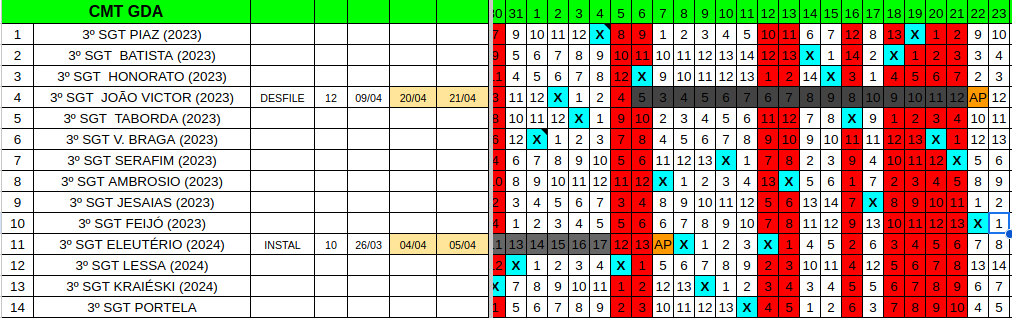 CMT GDA 30 31 1 2 3 4 5 6 7 8 9 10 11 12 13 14 15 16 17 18 19 20 21 22 23
1 3º SGT PIAZ (2023) 7 9 10 11 12 X 8 9 1 2 3 4 5 10 11 6 7 12 8 13 X 1 2 9 10
2 3º SGT BATISTA (2023) 9 5 6 7 8 9 10 11 10 11 12 13 14 12 13 X 1 14 2 X 1 2 3 3 4
3 3º SGT HONORATO (2023) 11 4 5 6 7 8 12 X 9 10 11 12 13 1 2 14 X 3 1 4 5 6 7 2 3
4 3º SGT JOÃO VICTOR (2023) DESFILE 12 09/04 20/04 21/04 3 11 12 X 1 2 4 5 3 4 5 6 7 6 7 8 9 8 10 9 10 11 12 AP 12
5 3º SGT TABORDA (2023) 8 10 11 12 X 1 9 10 2 3 4 5 6 11 12 7 8 X 9 1 2 3 4 10 11
6 3º SGT V. BRAGA (2023) 6 12 X 1 2 3 7 8 4 5 6 7 8 9 10 9 10 11 11 12 13 X 1 12 13
7 3º SGT SERAFIM (2023) 4 6 7 8 9 10 5 6 11 12 13 X 1 7 8 2 3 9 4 10 11 12 X 5 6
8 3º SGT AMBROSIO (2023) 10 8 9 10 11 12 11 12 X 1 2 3 4 13 X 5 6 1 7 2 3 4 5 8 9
9 3º SGT JESAIAS (2023) 2 3 4 5 6 7 3 4 8 9 10 11 12 5 6 13 14 7 X 8 9 10 11 1 2
10 3º SGT FEIJÓ (2023) 4 1 2 3 4 5 5 6 6 7 8 9 10 7 8 11 12 9 13 10 11 12 13 X 1
11 3º SGT ELEUTÉRIO (2024) INSTAL 10 26/03 04/04 05/04 11 13 14 15 16 17 12 13 AP X 1 2 3 X 1 4 5 2 6 3 4 5 6 7 8
12 3º SGT LESSA (2024) 12 X 1 2 3 4 X 1 5 6 7 8 9 2 3 10 11 4 12 5 6 7 8 13 14
13 3º SGT KRAIÉSKI (2024) X 7 8 9 10 11 1 2 12 13 X 1 2 3 4 3 4 5 5 6 7 8 9 6 7
14 3º SGT PORTELA 1 5 6 7 8 9 2 3 10 11 12 13 X 4 5 1 2 6 3 7 8 9 10 4 5